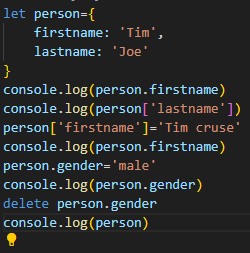 let person={
    firstname: 'Tim',
    lastname: 'Joe'
}
console.log(person.firstname)
console.log(person['lastname'])
person['firstname']='Tim cruse'
console.log(person.firstname)
person.gender='male'
console.log(person.gender)
delete person.gender
console.log(person)